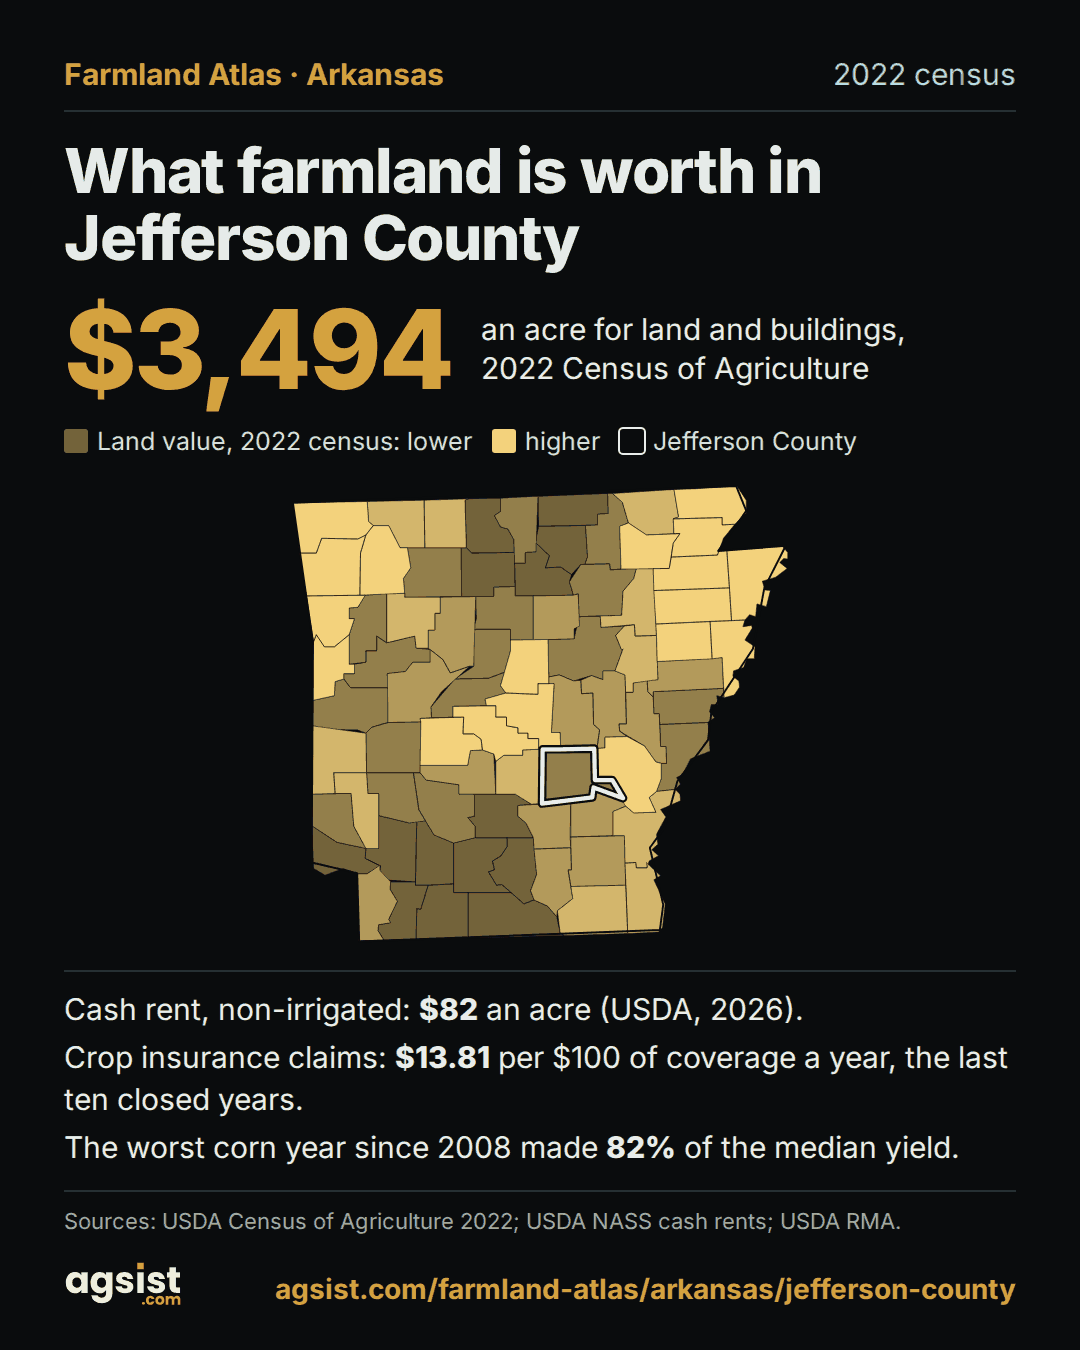 Farmland Atlas · Arkansas
2022 census
What farmland is worth in
Jefferson County
$3,494
an acre for land and buildings,
2022 Census of Agriculture
Land value, 2022 census: lower
higher
Jefferson County
Cash rent, non-irrigated: $82 an acre (USDA, 2026).
Crop insurance claims: $13.81 per $100 of coverage a year, the last
ten closed years.
The worst corn year since 2008 made 82% of the median yield.
Sources: USDA Census of Agriculture 2022; USDA NASS cash rents; USDA RMA.
agsist
.com
agsist.com/farmland-atlas/arkansas/jefferson-county